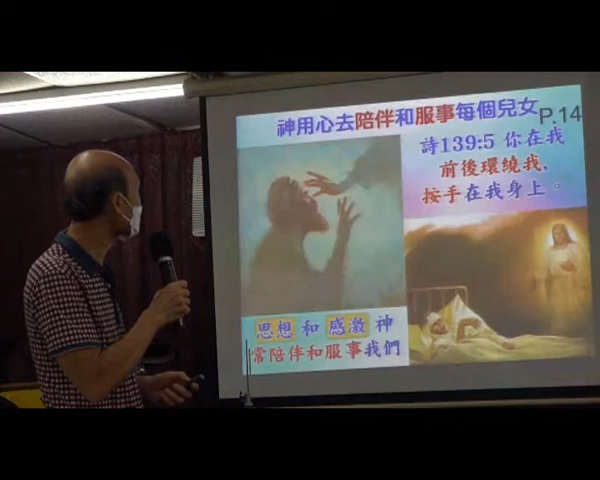 神用心去陪伴和服事每個兒女
P.14
詩139:5 你在我
前後環繞我,
按手在我身上。
思想和感激神
常陪伴和服事我們